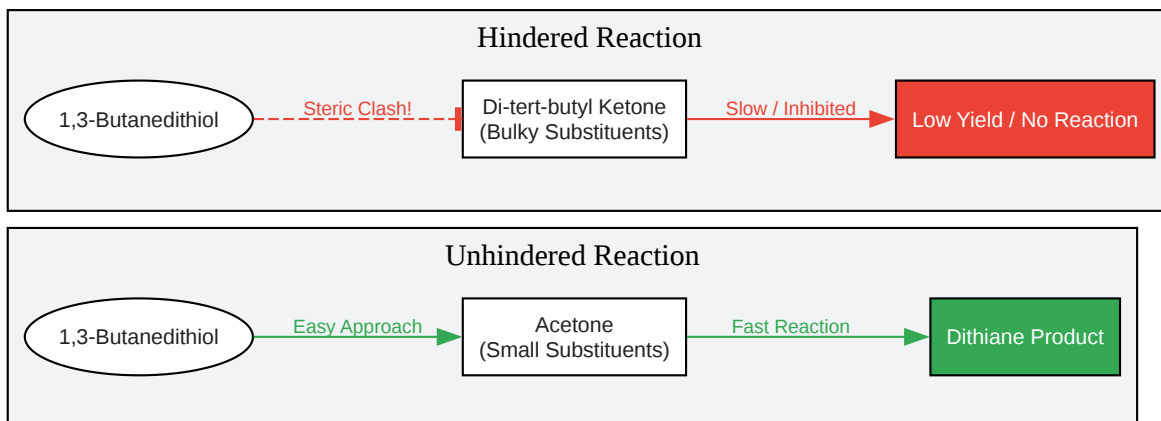 Hindered Reaction
1,3-Butanedithiol
Steric Clash!
Di-tert-butyl Ketone
(Bulky Substituents)
Slow / Inhibited
Low Yield / No Reaction
Unhindered Reaction
1,3-Butanedithiol
Easy Approach
Acetone
(Small Substituents)
Fast Reaction
Dithiane Product